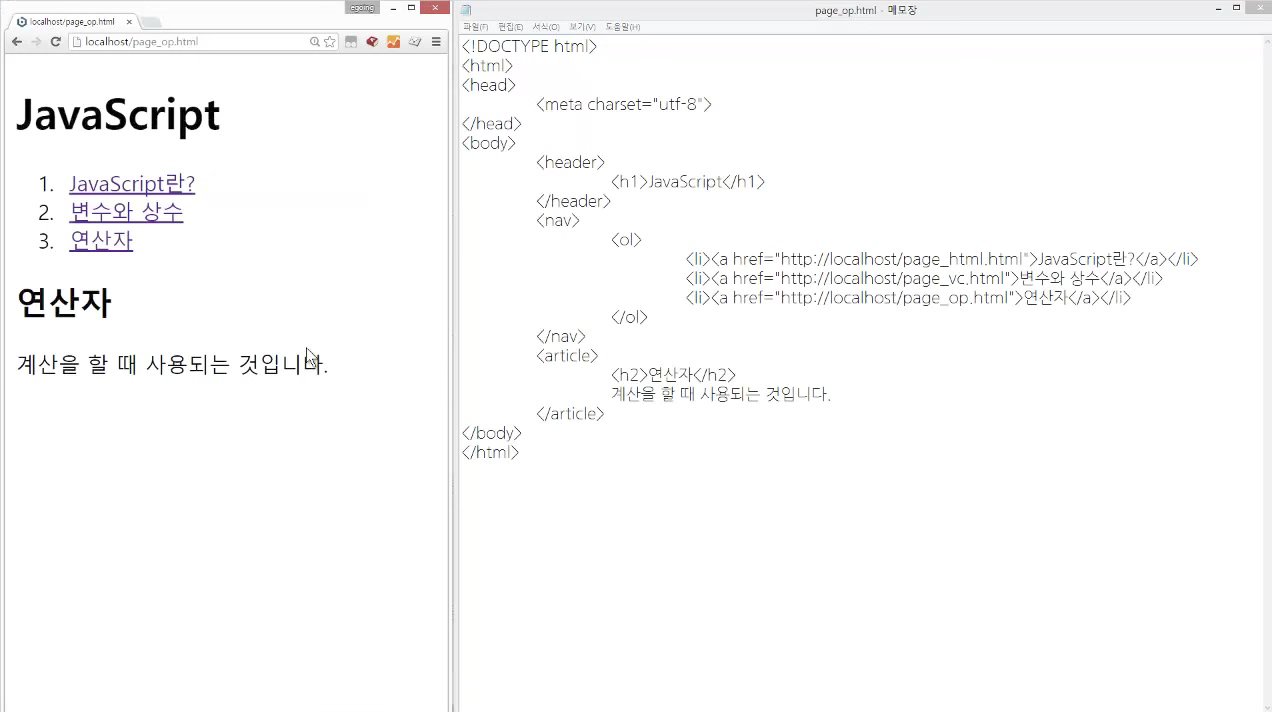 egoing
localhost/page_op.html
localhost/page_op.html
JavaScript
1. JavaScript란?
2. 변수와 상수
3. 연산자
연산자
계산을 할 때 사용되는 것입니다.
page_op.html - 메모장
파일(F) 편집(E) 서식(O) 보기(V) 도움말(H)
<!DOCTYPE html>
<html>
<head>
<meta charset="utf-8">
</head>
<body>
<header>
<h1>JavaScript</h1>
</header>
<nav>
<ol>
<li><a href="http://localhost/page_html.html">JavaScript란?</a></li>
<li><a href="http://localhost/page_vc.html">변수와 상수</a></li>
<li><a href="http://localhost/page_op.html">연산자</a></li>
</ol>
</nav>
<article>
<h2>연산자</h2>
계산을 할 때 사용되는 것입니다.
</article>
</body>
</html>